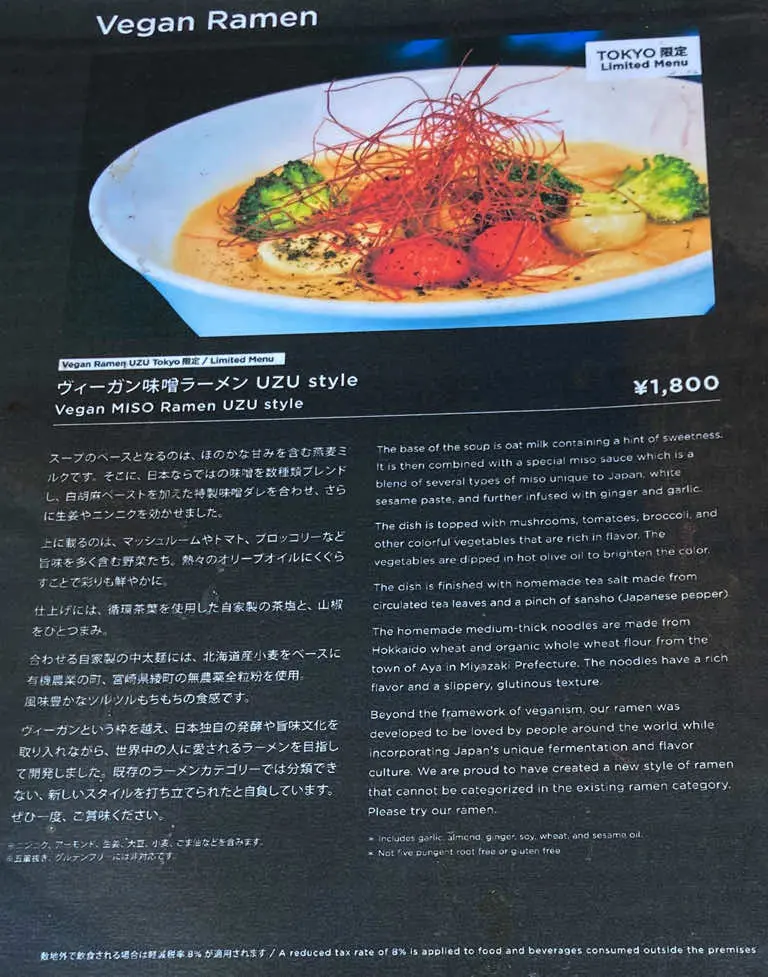 Vegan Ramen
TOKYO 限定
Limited Menu
Vegan Ramen UZU Tokyo 限定 / Limited Menu
ヴィーガン味噌ラーメン UZU style
Vegan MISO Ramen UZU style
¥1,800
スープのベースとなるのは、ほのかな甘みを含む燕麦ミ
ルクです。そこに、日本ならではの味噌を数種類ブレンド
し、白胡麻ペーストを加えた特製味噌ダレを合わせ、さら
に生姜やニンニクを効かせました。
上に載るのは、マッシュルームやトマト、ブロッコリーなど
旨味を多く含む野菜たち。熱々のオリーブオイルにくぐら
すことで彩りも鮮やかに。
仕上げには、循環茶葉を使用した自家製の茶塩と、山椒
をひとつまみ。
合わせる自家製の中太麺には、北海道産小麦をベースに
有機農業の町、宮崎県綾町の無農薬全粒粉を使用。
風味豊かなツルツルもちもちの食感です。
ヴィーガンという枠を越え、日本独自の発酵や旨味文化を
取り入れながら、世界中の人に愛されるラーメンを目指し
て開発しました。既存のラーメンカテゴリーでは分類でき
ない、新しいスタイルを打ち立てられたと自負しています。
ぜひ一度、ご賞味ください。
※ニンニク、アーモンド、生姜、大豆、小麦、ごま油などを含みます。
※五葷抜き、グルテンフリーには非対応です。
The base of the soup is oat milk containing a hint of sweetness.
It is then combined with a special miso sauce which is a
blend of several types of miso unique to Japan, white
sesame paste, and further infused with ginger and garlic.
The dish is topped with mushrooms, tomatoes, broccoli, and
other colorful vegetables that are rich in flavor. The
vegetables are dipped in hot olive oil to brighten the color.
The dish is finished with homemade tea salt made from
circulated tea leaves and a pinch of sansho (Japanese pepper).
The homemade medium-thick noodles are made from
Hokkaido wheat and organic whole wheat flour from the
town of Aya in Miyazaki Prefecture. The noodles have a rich
flavor and a slippery, glutinous texture.
Beyond the framework of veganism, our ramen was
developed to be loved by people around the world while
incorporating Japan's unique fermentation and flavor
culture. We are proud to have created a new style of ramen
that cannot be categorized in the existing ramen category.
Please try our ramen.
* Includes garlic, almond, ginger, soy, wheat, and sesame oil.
* Not five pungent root free or gluten free
敷地外で飲食される場合は軽減税率 8% が適用されます / A reduced tax rate of 8% is applied to food and beverages consumed outside the premises